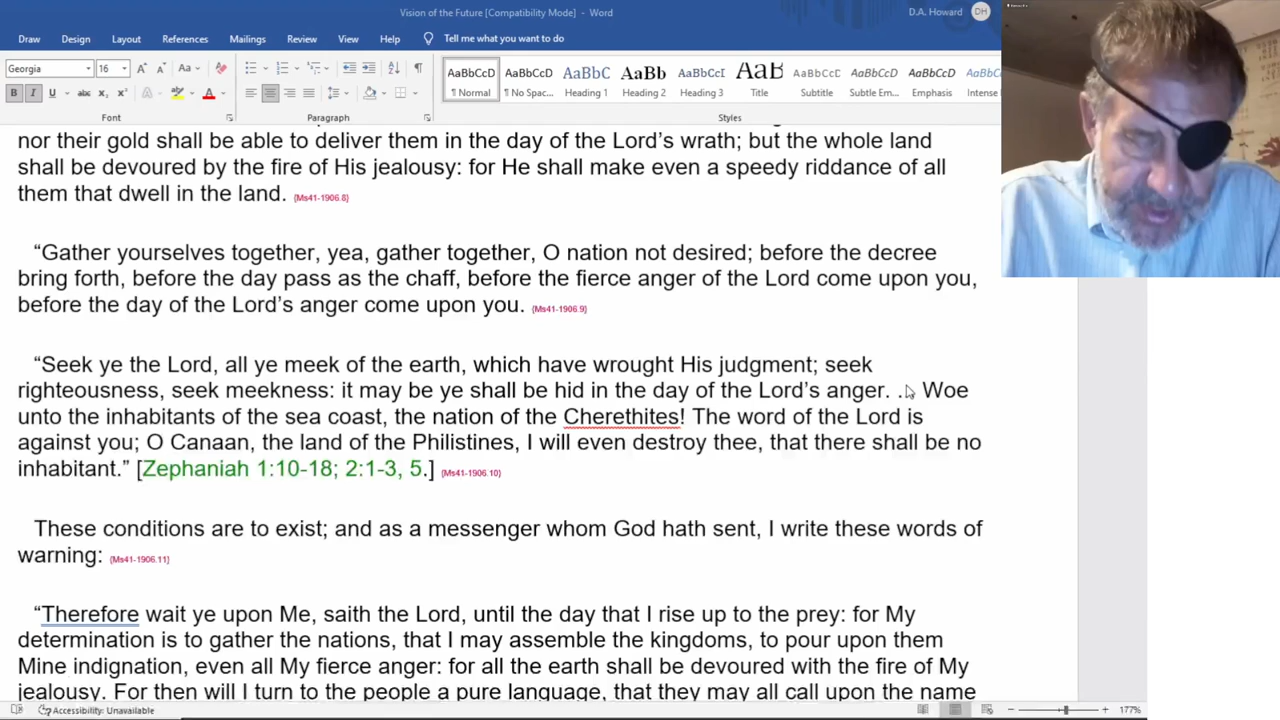 Vision of the Future [Compatibility Mode] - Word
D.A. Howard DH
Draw Design Layout References Mailings Review View Help Tell me what you want to do
Georgia 16 Aa
AaBbCcD AaBbCcD AaBbC AaBb AaBbCcI AaB AaBbCcD AaBbCcD AaBbCcD AaBbC
¶ Normal ¶ No Spac... Heading 1 Heading 2 Heading 3 Title Subtitle Subtle Em... Emphasis Intense
B I U abc x₂ x² A ab A
Font Paragraph Styles
nor their gold shall be able to deliver them in the day of the Lord’s wrath; but the whole land
shall be devoured by the fire of His jealousy: for He shall make even a speedy riddance of all
them that dwell in the land. {Ms41-1906.8}
“Gather yourselves together, yea, gather together, O nation not desired; before the decree
bring forth, before the day pass as the chaff, before the fierce anger of the Lord come upon you,
before the day of the Lord’s anger come upon you. {Ms41-1906.9}
“Seek ye the Lord, all ye meek of the earth, which have wrought His judgment; seek
righteousness, seek meekness: it may be ye shall be hid in the day of the Lord’s anger. .. Woe
unto the inhabitants of the sea coast, the nation of the Cherethites! The word of the Lord is
against you; O Canaan, the land of the Philistines, I will even destroy thee, that there shall be no
inhabitant.” [Zephaniah 1:10-18; 2:1-3, 5.] {Ms41-1906.10}
These conditions are to exist; and as a messenger whom God hath sent, I write these words of
warning: {Ms41-1906.11}
“Therefore wait ye upon Me, saith the Lord, until the day that I rise up to the prey: for My
determination is to gather the nations, that I may assemble the kingdoms, to pour upon them
Mine indignation, even all My fierce anger: for all the earth shall be devoured with the fire of My
jealousy. For then will I turn to the people a pure language, that they may all call upon the name
Accessibility: Unavailable 177%